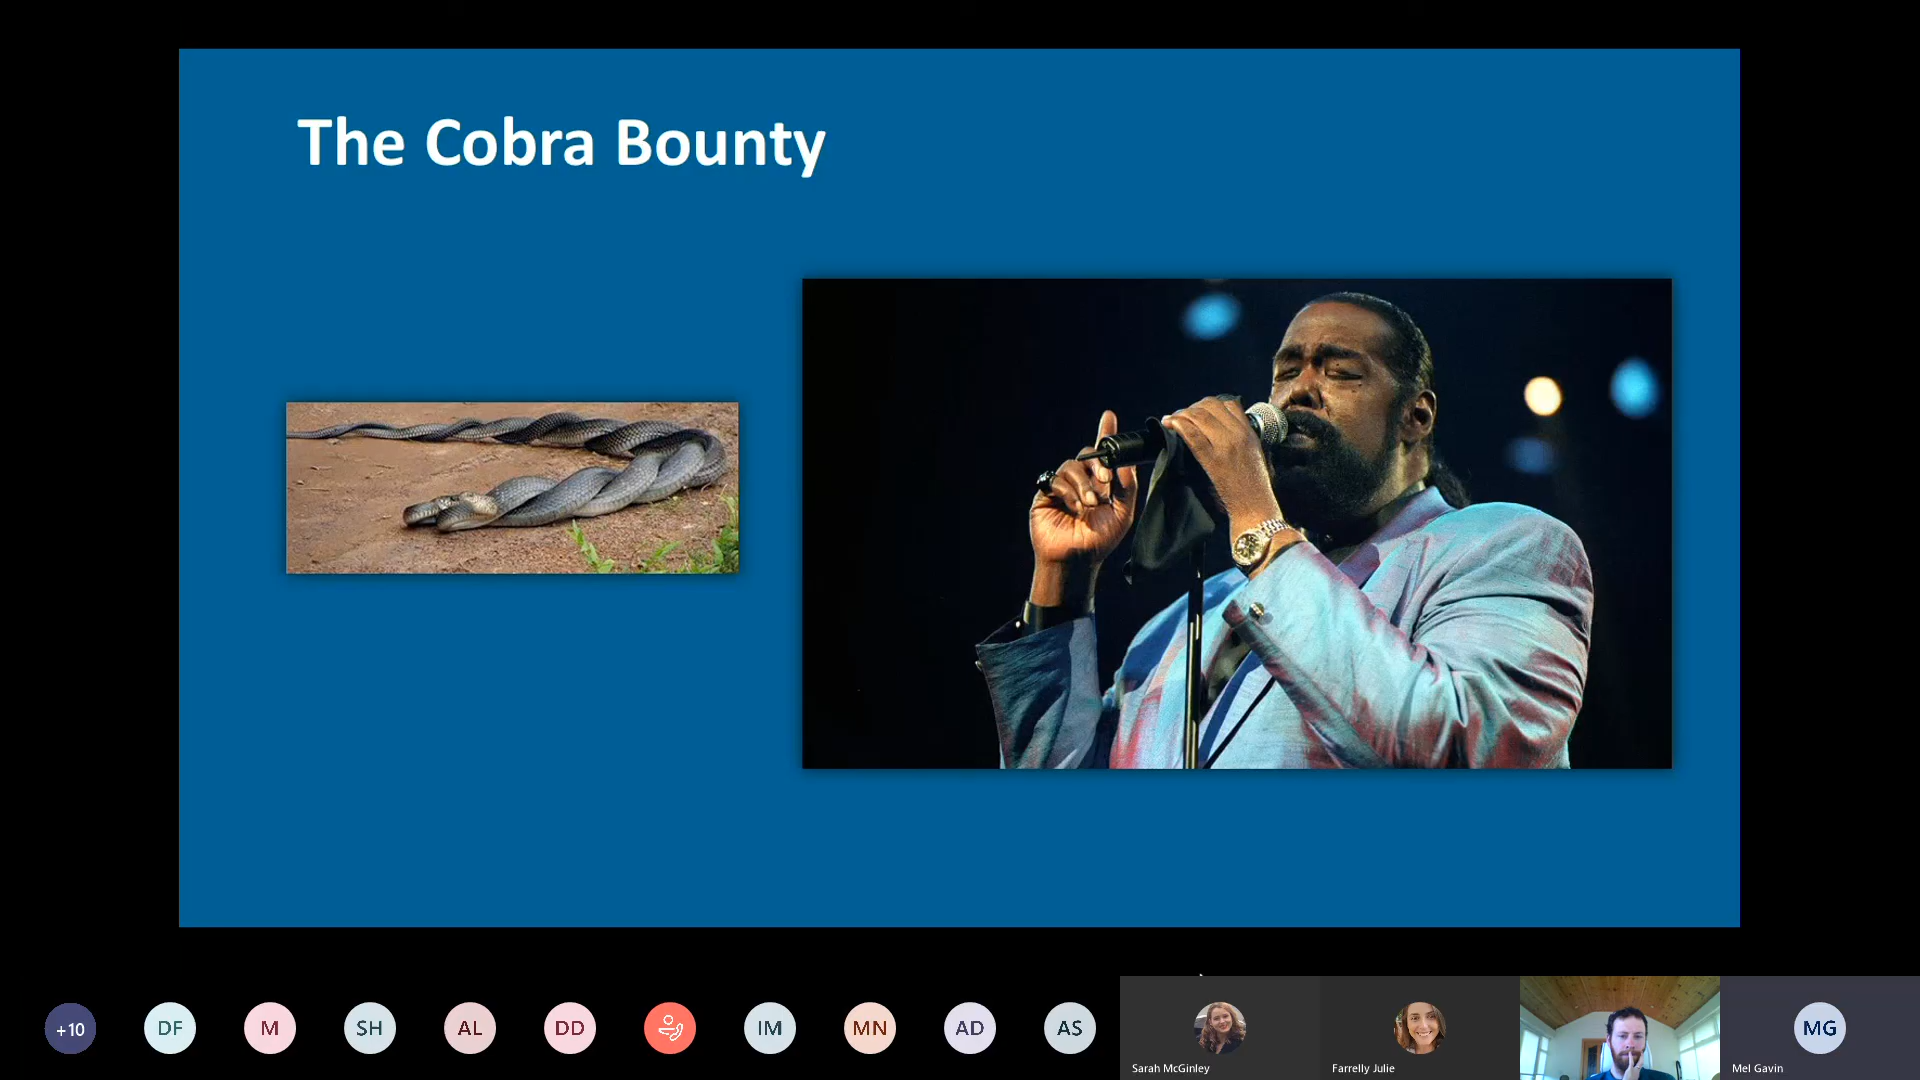 The Cobra Bounty
+10
DF
M
SH
AL
DD
IM
MN
AD
AS
Sarah McGinley
Farrelly Julie
MG
Mel Gavin